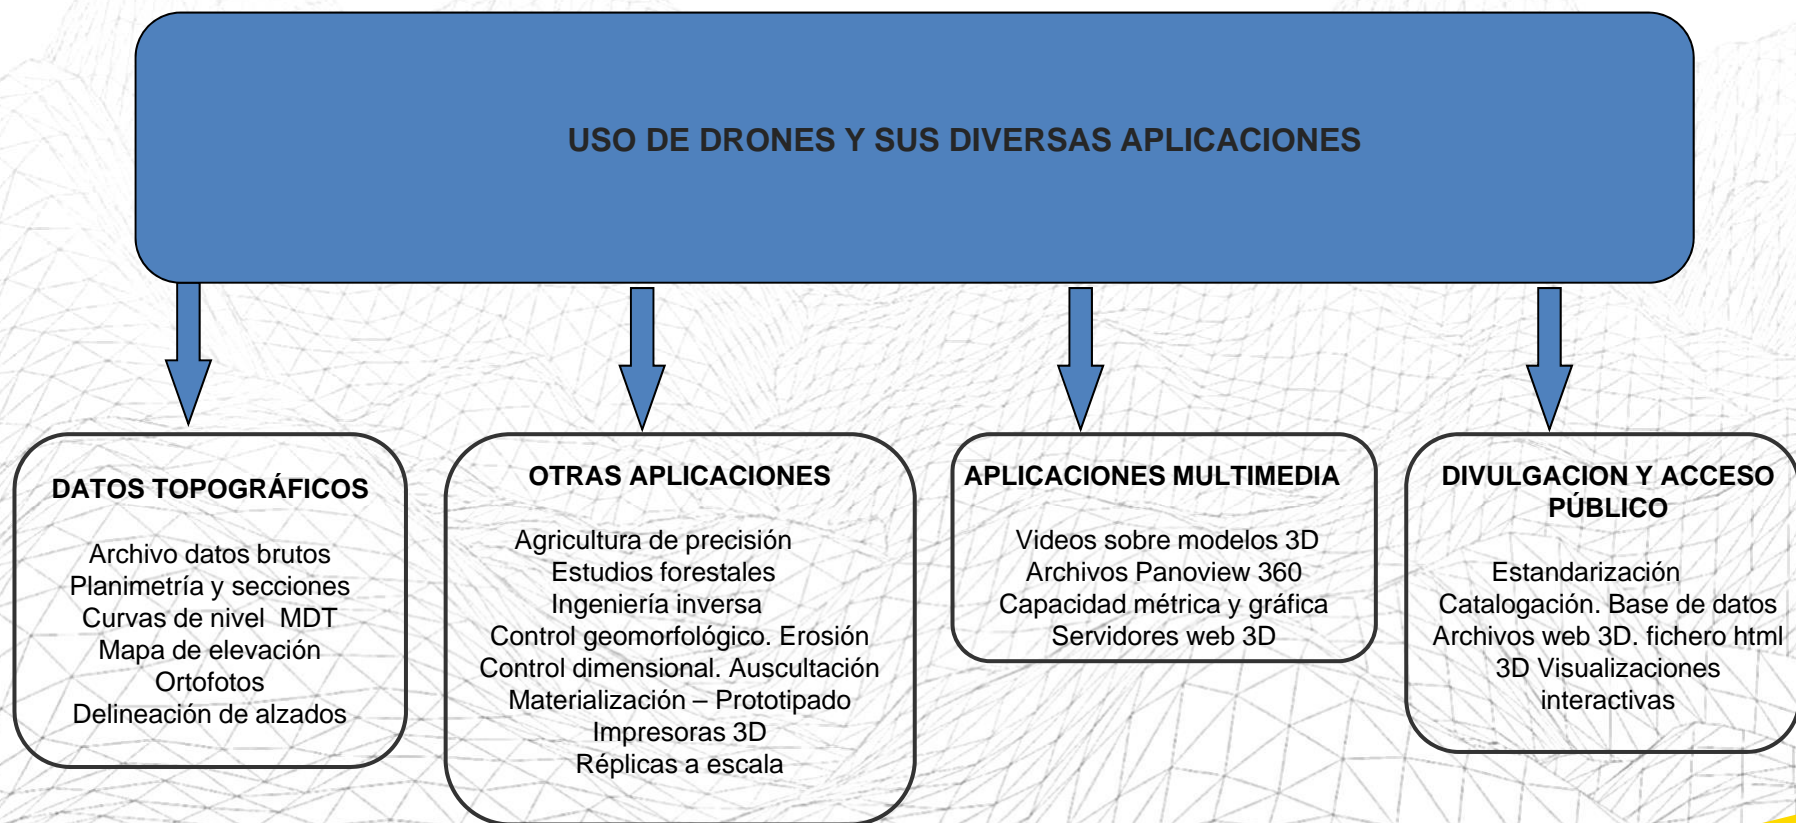 USO DE DRONES Y SUS DIVERSAS APLICACIONES
DATOS TOPOGRÁFICOS
Archivo datos brutos
Planimetría y secciones
Curvas de nivel  MDT
Mapa de elevación
Ortofotos
Delineación de alzados
OTRAS APLICACIONES
Agricultura de precisión
Estudios forestales
Ingeniería inversa
Control geomorfológico. Erosión
Control dimensional. Auscultación
Materialización – Prototipado
Impresoras 3D
Réplicas a escala
APLICACIONES MULTIMEDIA
Videos sobre modelos 3D
Archivos Panoview 360
Capacidad métrica y gráfica
Servidores web 3D
DIVULGACION Y ACCESO
PÚBLICO
Estandarización
Catalogación. Base de datos
Archivos web 3D. fichero html
3D Visualizaciones
interactivas